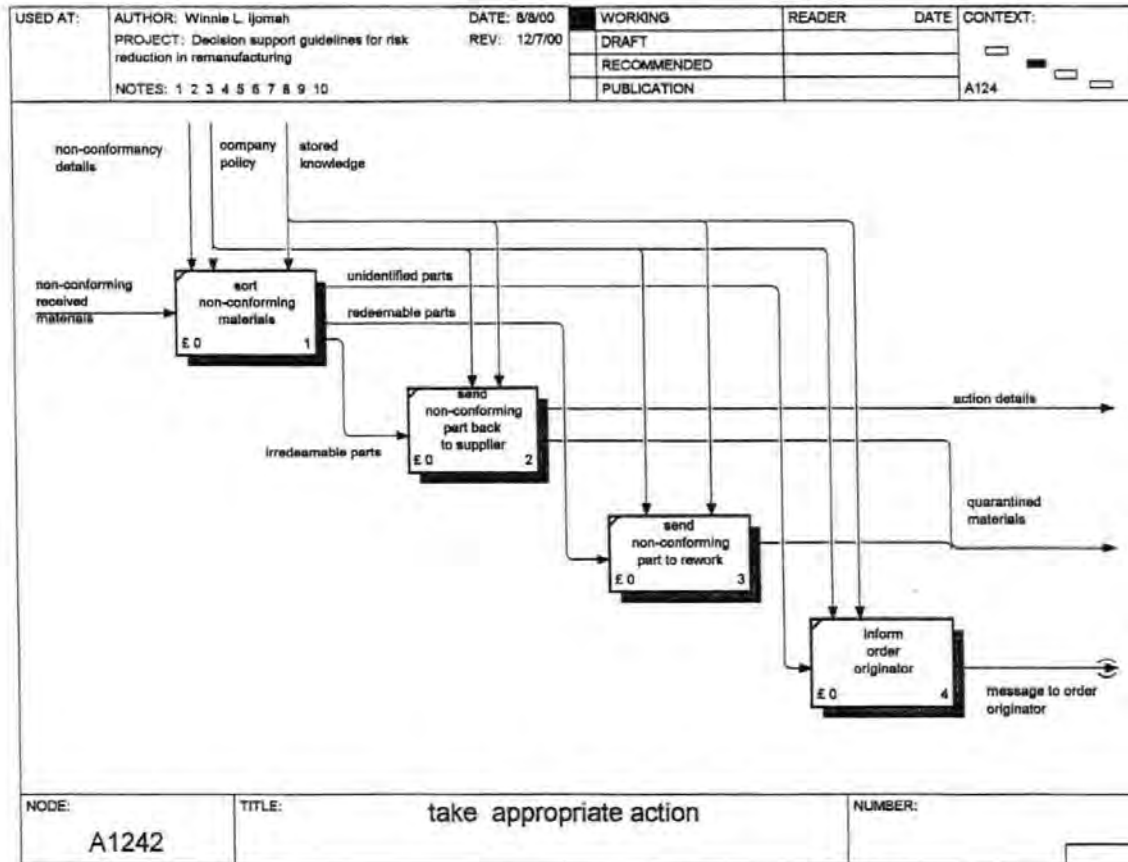 USED AT:
AUTHOR: Winnie L. Ijomah
DATE: 8/8/00
PROJECT: Decision support guidelines for risk
REV: 12/7/00
reduction in remanufacturing
NOTES: 1 2 3 4 5 6 7 8 9 10
WORKING
DRAFT
RECOMMENDED
PUBLICATION
READER DATE
CONTEXT:
A124
non-conformancy
details
company
policy
stored
knowledge
non-conforming
received
materials
sort
non-conforming
materials
£ 0 1
unidentified parts
redeemable parts
irredeamable parts
send
non-conforming
part back
to supplier
£ 0 2
action details
quarantined
materials
send
non-conforming
part to rework
£ 0 3
inform
order
originator
£ 0 4
message to order
originator
NODE:
A1242
TITLE:
take appropriate action
NUMBER: